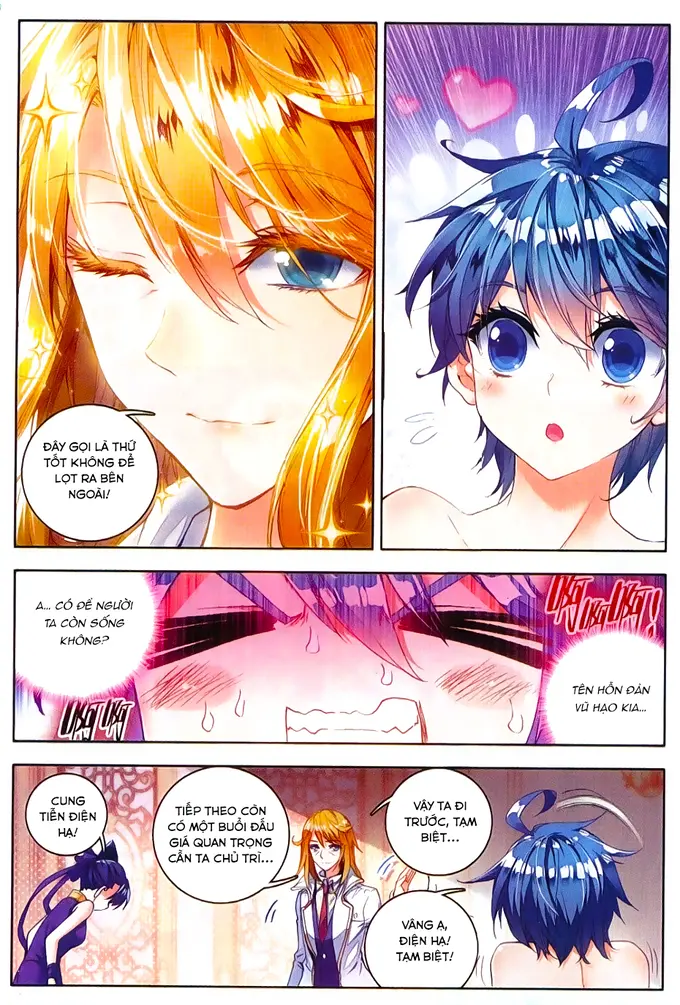 ĐÂY GỌI LÀ THỨ
TỐT KHÔNG ĐỂ
LỌT RA BÊN
NGOÀI!
A... CÓ ĐỂ NGƯỜI
TA CÒN SỐNG
KHÔNG?
TÊN HỖN ĐẢN
VŨ HẠO KIA...
CUNG
TIỄN ĐIỆN
HẠ!
TIẾP THEO CÒN
CÓ MỘT BUỔI ĐẤU
GIÁ QUAN TRỌNG
CẦN TA CHỦ TRÌ...
VẬY TA ĐI
TRƯỚC, TẠM
BIỆT...
VÂNG Ạ,
ĐIỆN HẠ!
TẠM BIỆT!